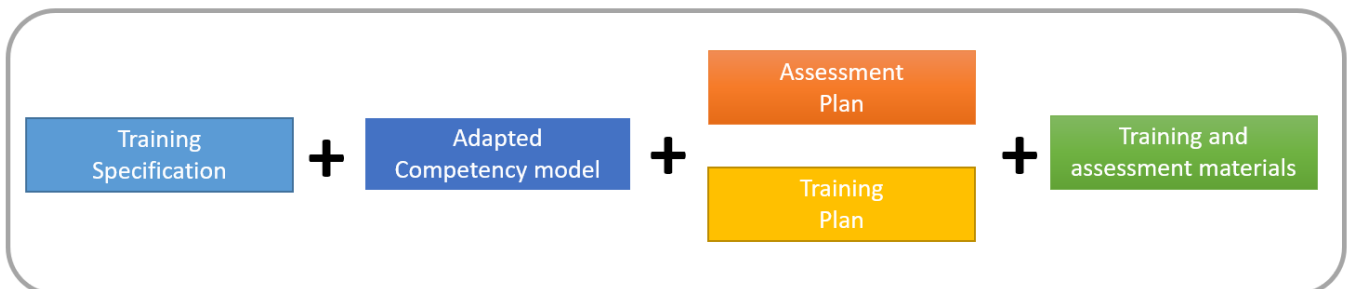 Training
Specification
+
Adapted
Competency model
+
Assessment
Plan
Training
Plan
+
Training and
assessment materials